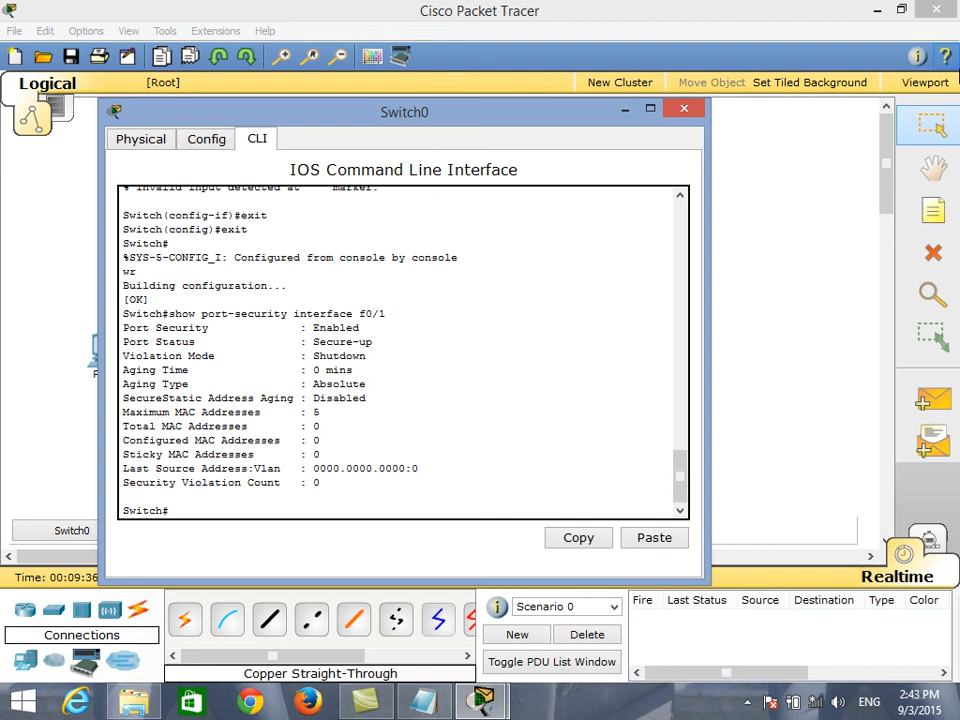 Cisco Packet Tracer
File Edit Options View Tools Extensions Help
Logical [Root] New Cluster Move Object Set Tiled Background Viewport
Switch0
Physical Config CLI
IOS Command Line Interface
% Invalid input detected at marker.
Switch(config-if)#exit
Switch(config)#exit
Switch#
%SYS-5-CONFIG_I: Configured from console by console
wr
Building configuration...
[OK]
Switch#show port-security interface f0/1
Port Security : Enabled
Port Status : Secure-up
Violation Mode : Shutdown
Aging Time : 0 mins
Aging Type : Absolute
SecureStatic Address Aging : Disabled
Maximum MAC Addresses : 5
Total MAC Addresses : 0
Configured MAC Addresses : 0
Sticky MAC Addresses : 0
Last Source Address:Vlan : 0000.0000.0000:0
Security Violation Count : 0
Switch#
Copy Paste
Switch0
Time: 00:09:36
Realtime
Connections
Copper Straight-Through
Scenario 0
New Delete
Toggle PDU List Window
Fire Last Status Source Destination Type Color
ENG
2:43 PM
9/3/2015